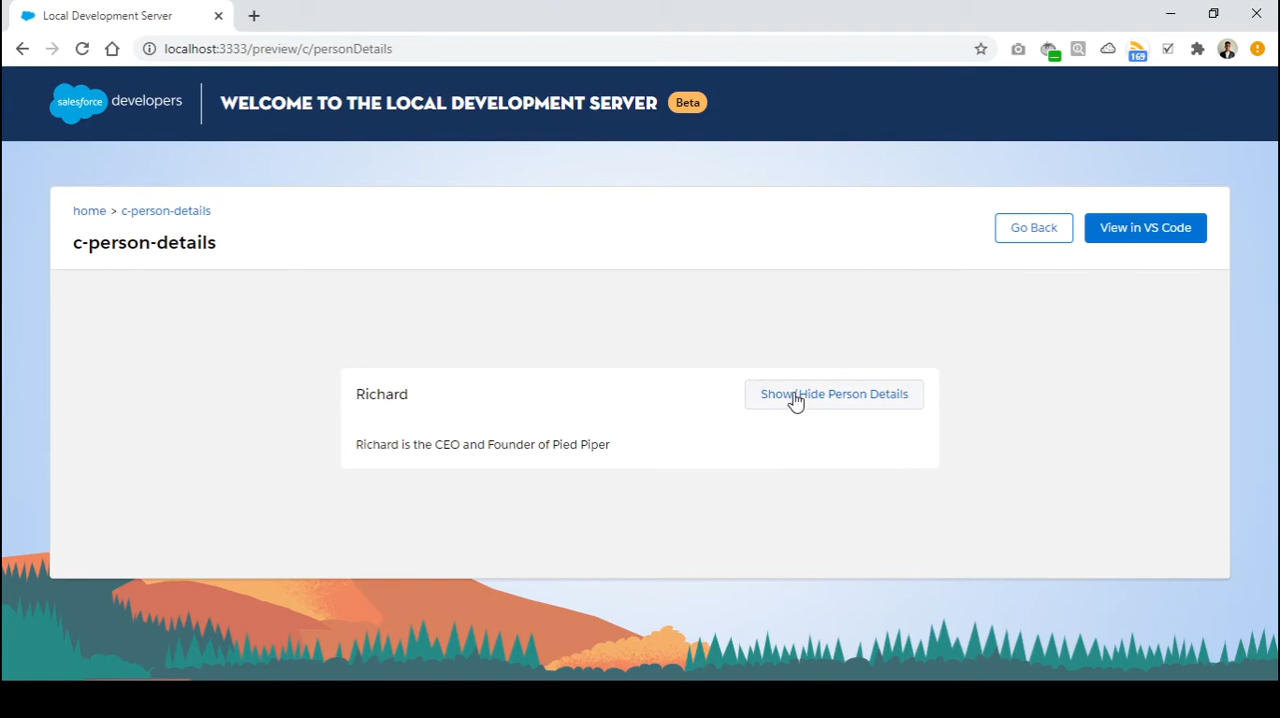 Local Development Server
localhost:3333/preview/c/personDetails
169
salesforce developers
WELCOME TO THE LOCAL DEVELOPMENT SERVER Beta
home > c-person-details
c-person-details
Go Back
View in VS Code
Richard
Show/Hide Person Details
Richard is the CEO and Founder of Pied Piper